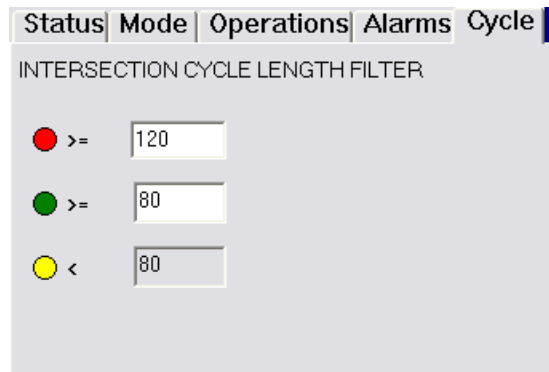 Status Mode Operations Alarms Cycle
INTERSECTION CYCLE LENGTH FILTER
>= 120
>= 80
< 80